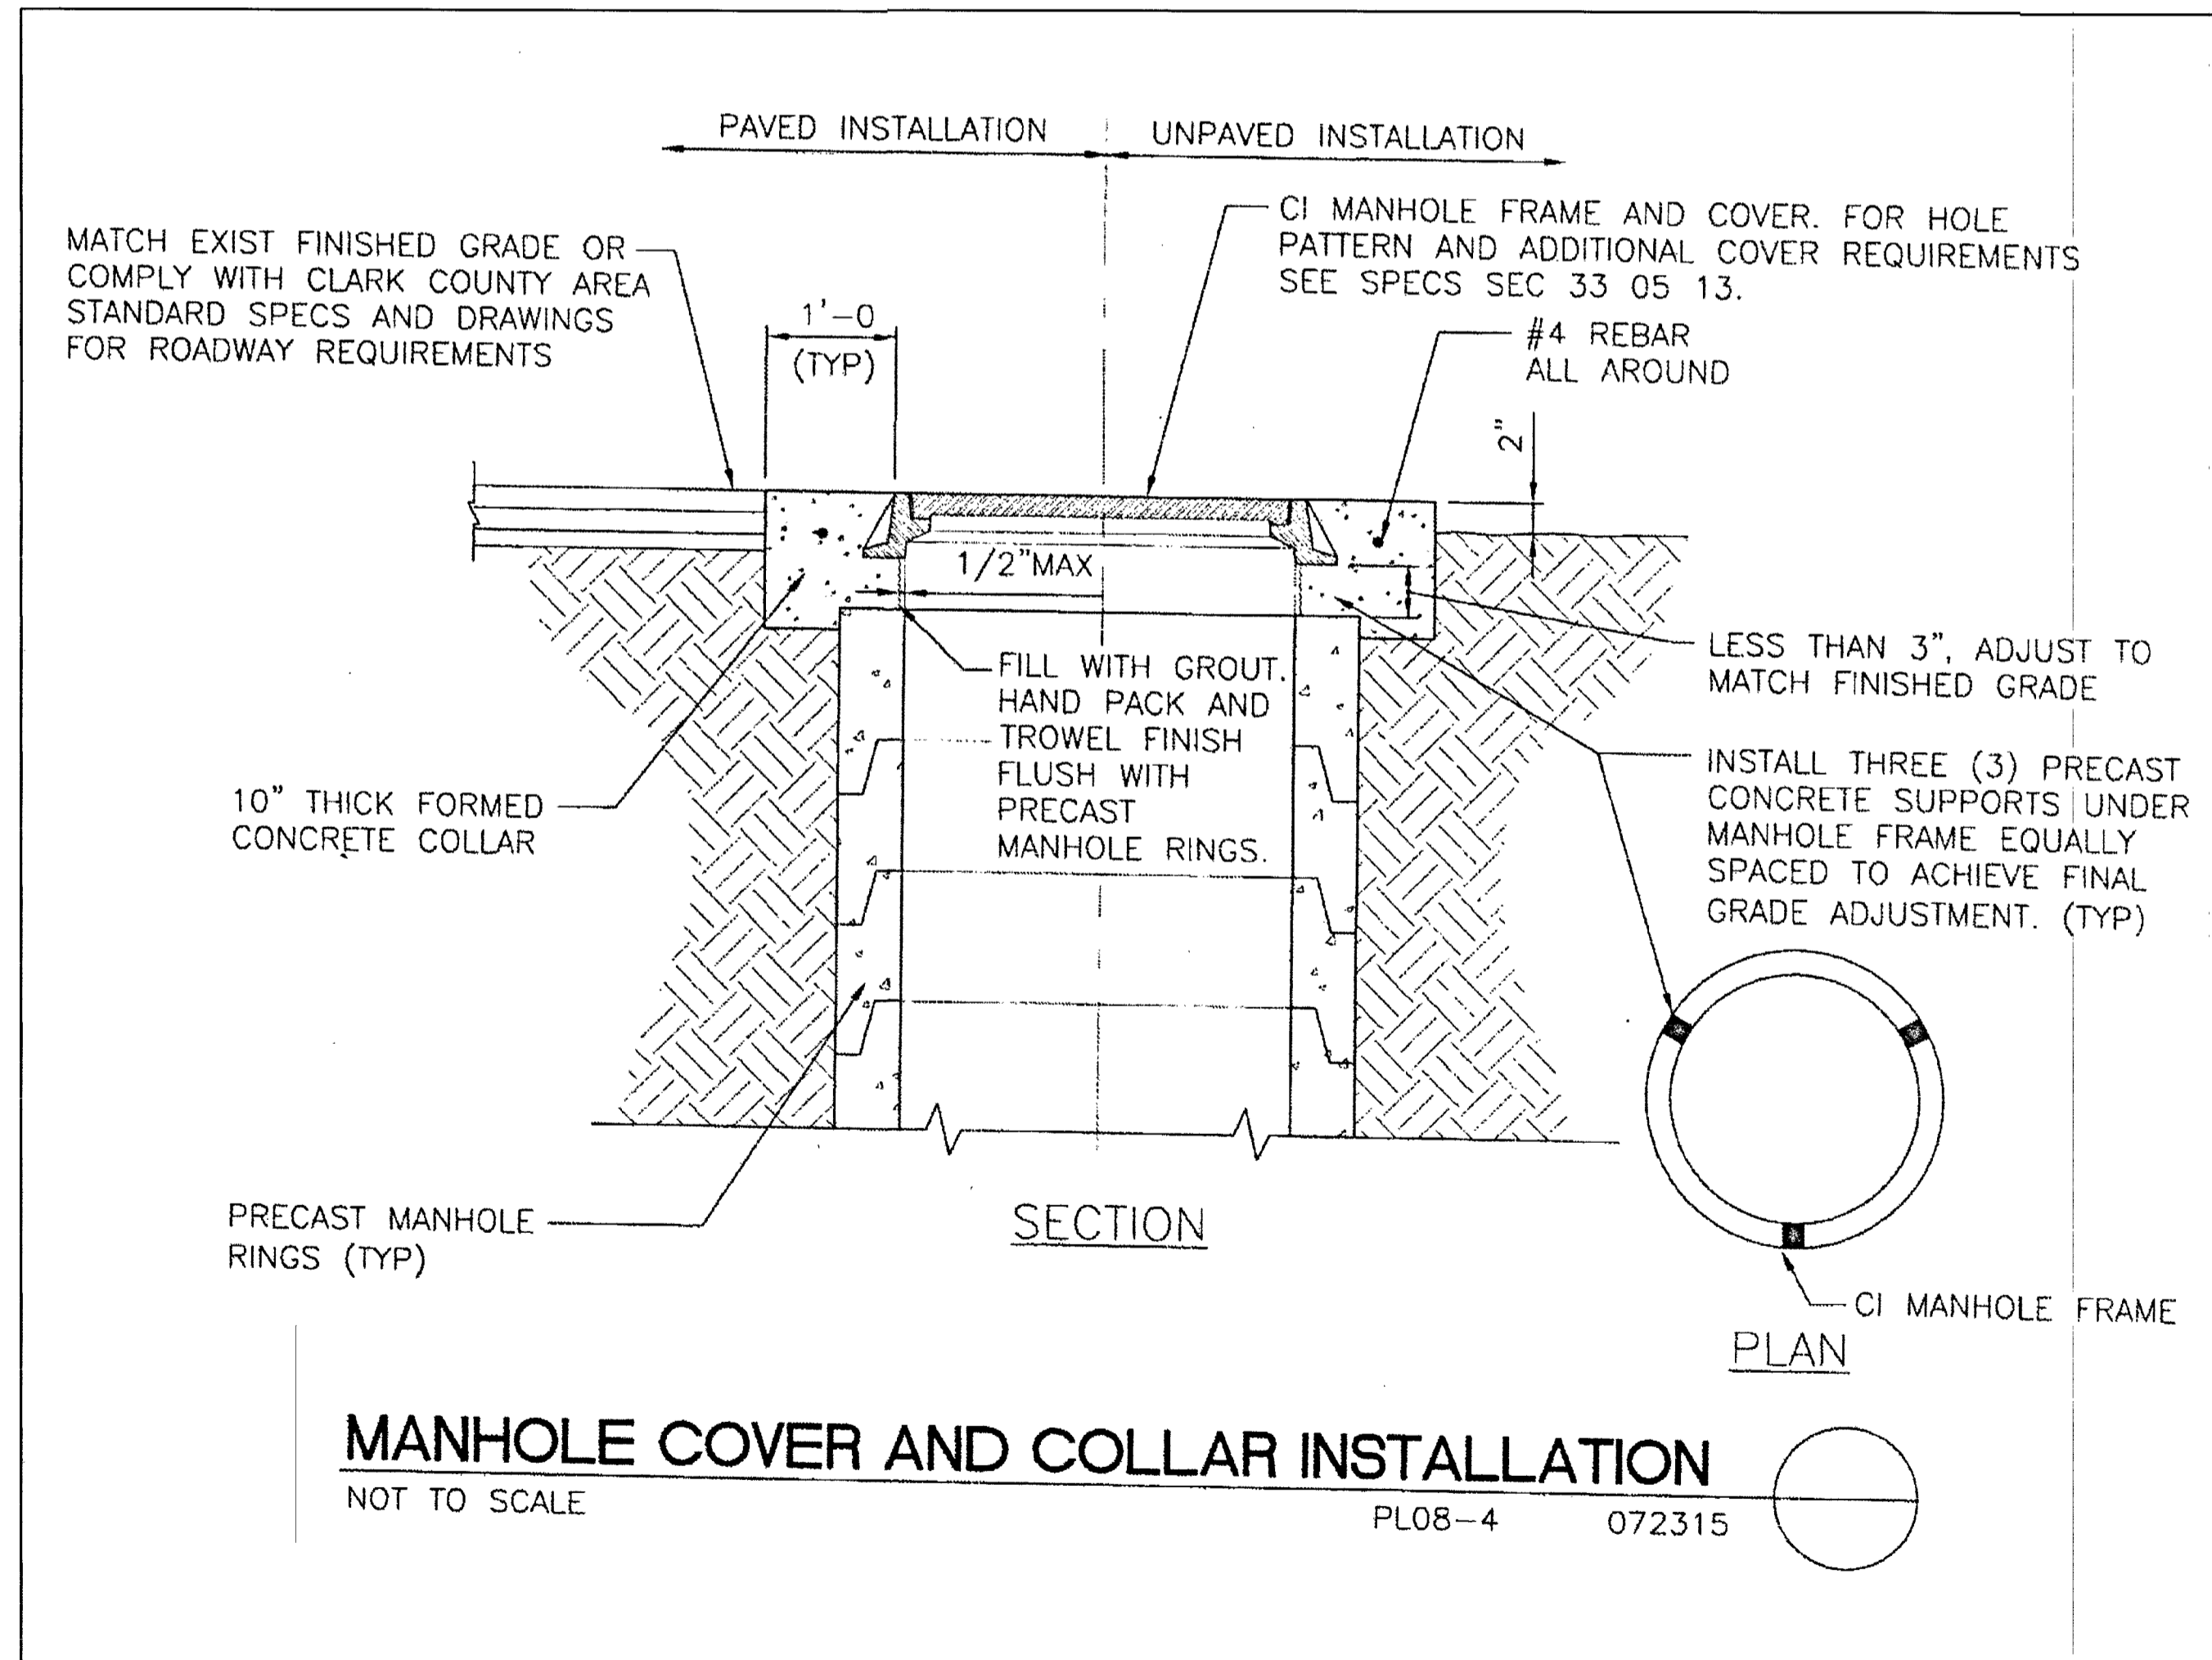 PAVED INSTALLATION
UNPAVED INSTALLATION
MATCH EXIST FINISHED GRADE OR
COMPLY WITH CLARK COUNTY AREA
STANDARD SPECS AND DRAWINGS
FOR ROADWAY REQUIREMENTS
1'-0
(TYP)
CI MANHOLE FRAME AND COVER. FOR HOLE
PATTERN AND ADDITIONAL COVER REQUIREMENTS
SEE SPECS SEC 33 05 13.
#4 REBAR
ALL AROUND
2"
1/2"MAX
FILL WITH GROUT.
HAND PACK AND
TROWEL FINISH
FLUSH WITH
PRECAST
MANHOLE RINGS.
LESS THAN 3", ADJUST TO
MATCH FINISHED GRADE
INSTALL THREE (3) PRECAST
CONCRETE SUPPORTS UNDER
MANHOLE FRAME EQUALLY
SPACED TO ACHIEVE FINAL
GRADE ADJUSTMENT. (TYP)
10" THICK FORMED
CONCRETE COLLAR
PRECAST MANHOLE
RINGS (TYP)
SECTION
CI MANHOLE FRAME
PLAN
MANHOLE COVER AND COLLAR INSTALLATION
NOT TO SCALE
PL08-4
072315